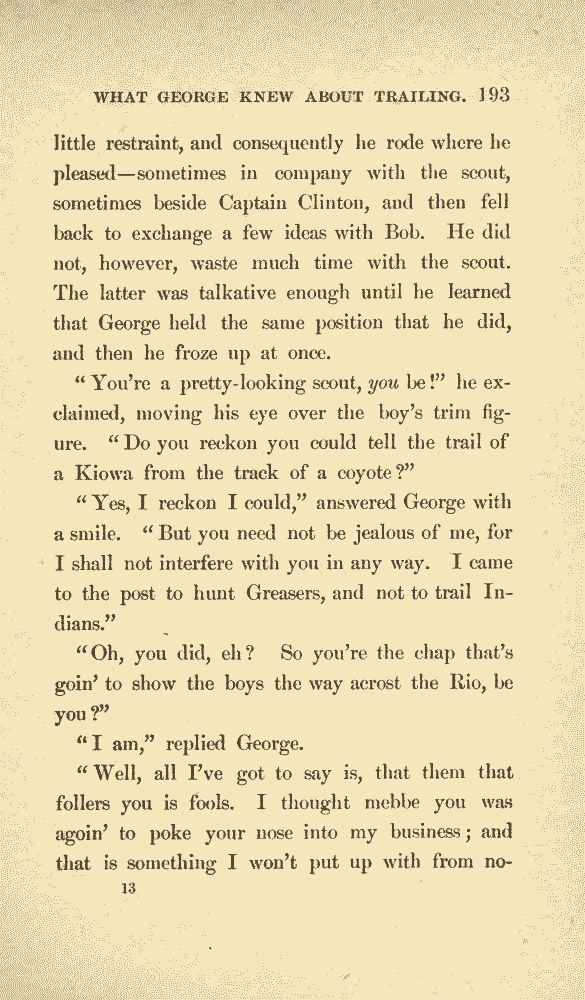 WHAT GEORGE KNEW ABOUT TRAILING. 193
little restraint, and consequently he rode where he
pleased—sometimes in company with the scout,
sometimes beside Captain Clinton, and then fell
back to exchange a few ideas with Bob. He did
not, however, waste much time with the scout.
The latter was talkative enough until he learned
that George held the same position that he did,
and then he froze up at once.
“You’re a pretty-looking scout, you be!” he ex-
claimed, moving his eye over the boy’s trim fig-
ure. “Do you reckon you could tell the trail of
a Kiowa from the track of a coyote?”
“Yes, I reckon I could,” answered George with
a smile. “But you need not be jealous of me, for
I shall not interfere with you in any way. I came
to the post to hunt Greasers, and not to trail In-
dians.”
“Oh, you did, eh? So you’re the chap that’s
goin’ to show the boys the way acrost the Rio, be
you?”
“I am,” replied George.
“Well, all I’ve got to say is, that them that
follers you is fools. I thought mebbe you was
agoin’ to poke your nose into my business; and
that is something I won’t put up with from no-
13